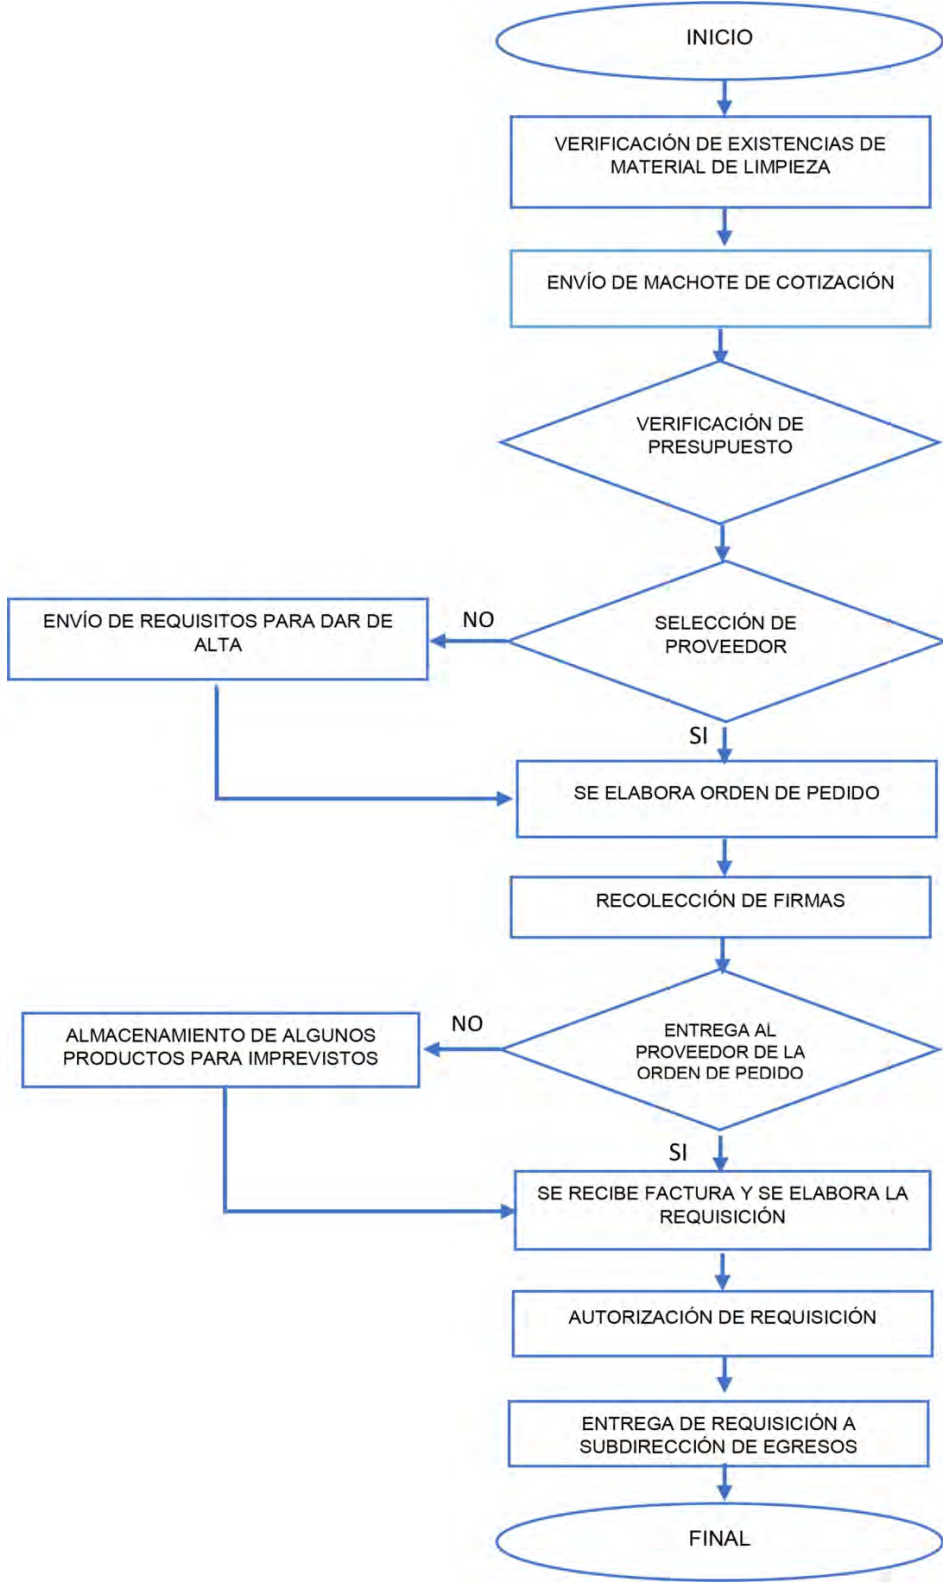 INICIO
VERIFICACIÓN DE EXISTENCIAS DE
MATERIAL DE LIMPIEZA
ENVÍO DE MACHOTE DE COTIZACIÓN
VERIFICACIÓN DE
PRESUPUESTO
SELECCIÓN DE
PROVEEDOR
NO
ENVÍO DE REQUISITOS PARA DAR DE
ALTA
SI
SE ELABORA ORDEN DE PEDIDO
RECOLECCIÓN DE FIRMAS
ENTREGA AL
PROVEEDOR DE LA
ORDEN DE PEDIDO
NO
ALMACENAMIENTO DE ALGUNOS
PRODUCTOS PARA IMPREVISTOS
SI
SE RECIBE FACTURA Y SE ELABORA LA
REQUISICIÓN
AUTORIZACIÓN DE REQUISICIÓN
ENTREGA DE REQUISICIÓN A
SUBDIRECCIÓN DE EGRESOS
FINAL